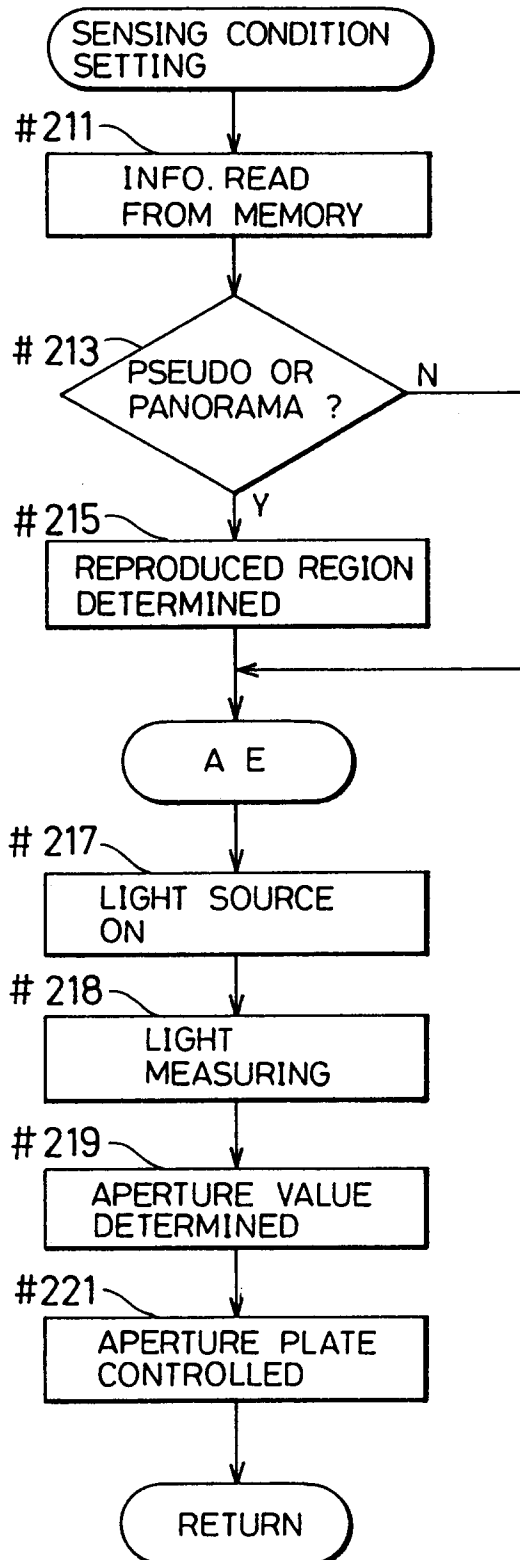 SENSING CONDITION
SETTING
#211
INFO. READ
FROM MEMORY
#213
PSEUDO OR
PANORAMA ?
N
Y
#215
REPRODUCED REGION
DETERMINED
A E
#217
LIGHT SOURCE
ON
#218
LIGHT
MEASURING
#219
APERTURE VALUE
DETERMINED
#221
APERTURE PLATE
CONTROLLED
RETURN